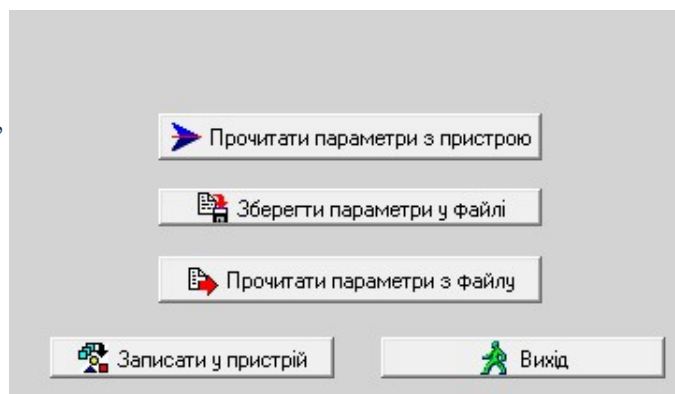 Прочитати параметри з пристрою
Зберегти параметри у файлі
Прочитати параметри з файлу
Записати у пристрій
Вихід